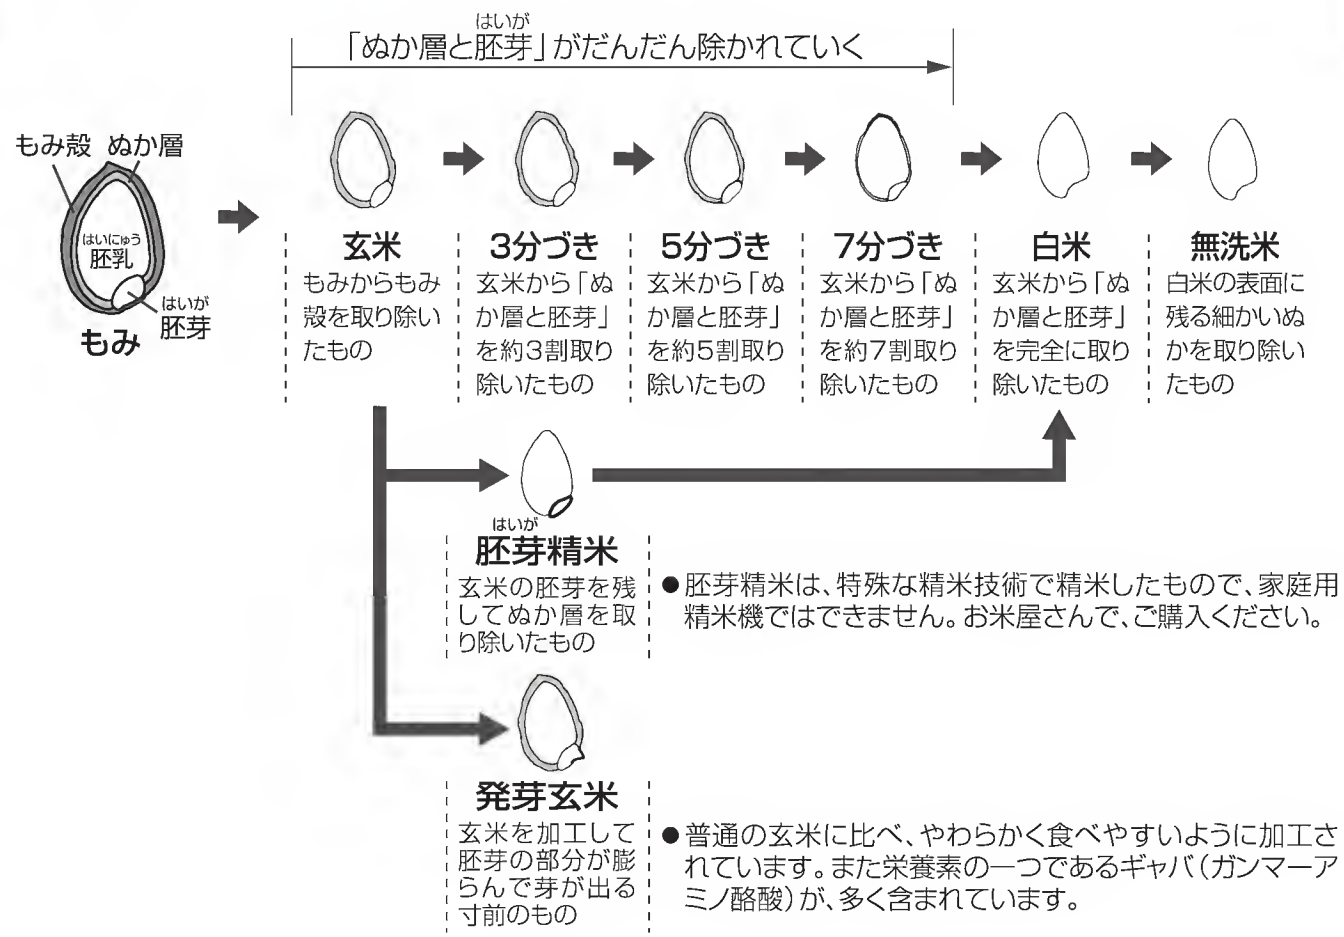 はいが
「ぬか層と胚芽」がだんだん除かれていく
もみ殻 ぬか層
はいにゅう
胚乳
はいが
胚芽
もみ
玄米
もみからもみ
殻を取り除い
たもの
3分づき
玄米から「ぬ
か層と胚芽」
を約3割取り
除いたもの
5分づき
玄米から「ぬ
か層と胚芽」
を約5割取り
除いたもの
7分づき
玄米から「ぬ
か層と胚芽」
を約7割取り
除いたもの
白米
玄米から「ぬ
か層と胚芽」
を完全に取り
除いたもの
無洗米
白米の表面に
残る細かいぬ
かを取り除い
たもの
はいが
胚芽精米
玄米の胚芽を残
してぬか層を取
り除いたもの
●胚芽精米は、特殊な精米技術で精米したもので、家庭用
精米機ではできません。お米屋さんで、ご購入ください。
発芽玄米
玄米を加工して
胚芽の部分が膨
らんで芽が出る
寸前のもの
●普通の玄米に比べ、やわらかく食べやすいように加工さ
れています。また栄養素の一つであるギャバ(ガンマーア
ミノ酪酸)が、多く含まれています。